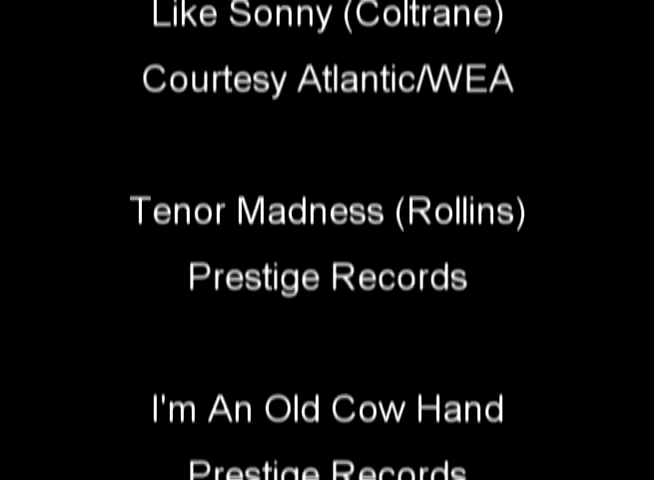 Like Sonny (Coltrane)
Courtesy Atlantic/WEA
Tenor Madness (Rollins)
Prestige Records
I'm An Old Cow Hand
Prestige Records